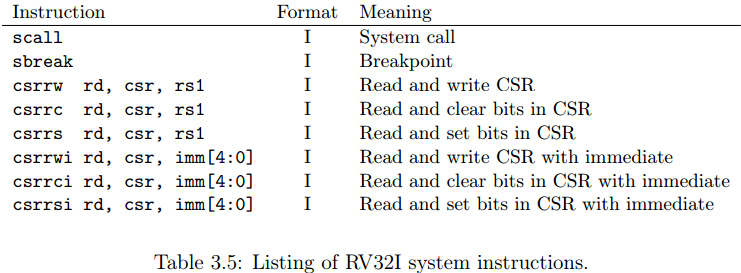 Instruction Format Meaning
scall I System call
sbreak I Breakpoint
csrrw rd, csr, rs1 I Read and write CSR
csrrc rd, csr, rs1 I Read and clear bits in CSR
csrrs rd, csr, rs1 I Read and set bits in CSR
csrrwi rd, csr, imm[4:0] I Read and write CSR with immediate
csrrci rd, csr, imm[4:0] I Read and clear bits in CSR with immediate
csrrsi rd, csr, imm[4:0] I Read and set bits in CSR with immediate
Table 3.5: Listing of RV32I system instructions.